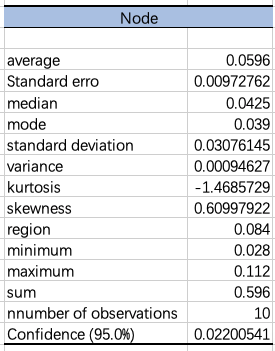 Node
average 0.0596
Standard erro 0.00972762
median 0.0425
mode 0.039
standard deviation 0.03076145
variance 0.00094627
kurtosis -1.4685729
skewness 0.60997922
region 0.084
minimum 0.028
maximum 0.112
sum 0.596
nnumber of observations 10
Confidence (95.0%) 0.02200541